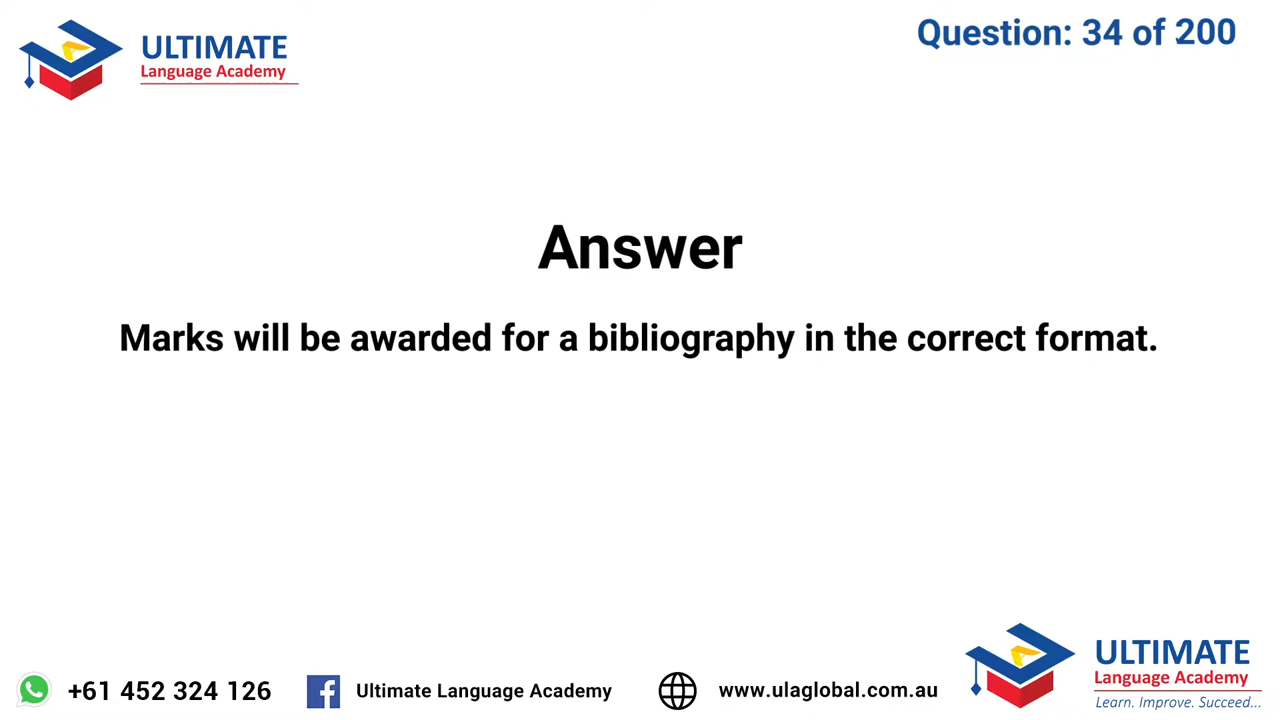 ULTIMATE
Language Academy
Question: 34 of 200
Answer
Marks will be awarded for a bibliography in the correct format.
+61 452 324 126
Ultimate Language Academy
www.ulaglobal.com.au
ULTIMATE
Language Academy
Learn. Improve. Succeed...